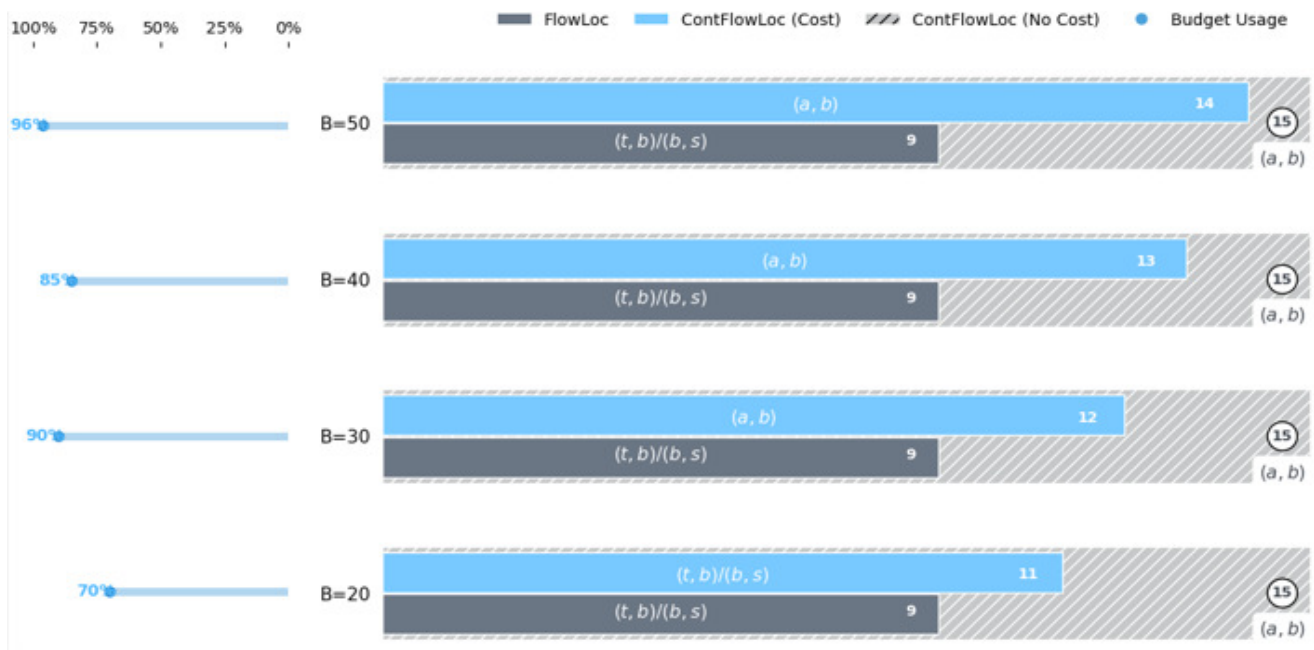 100% 75% 50% 25% 0%
FlowLoc ContFlowLoc (Cost) ContFlowLoc (No Cost) Budget Usage
96% B=50 (a, b) 14
(t, b)/(b, s) 9
15
(a, b)
85% B=40 (a, b) 13
(t, b)/(b, s) 9
15
(a, b)
90% B=30 (a, b) 12
(t, b)/(b, s) 9
15
(a, b)
70% B=20 (t, b)/(b, s) 11
(t, b)/(b, s) 9
15
(a, b)